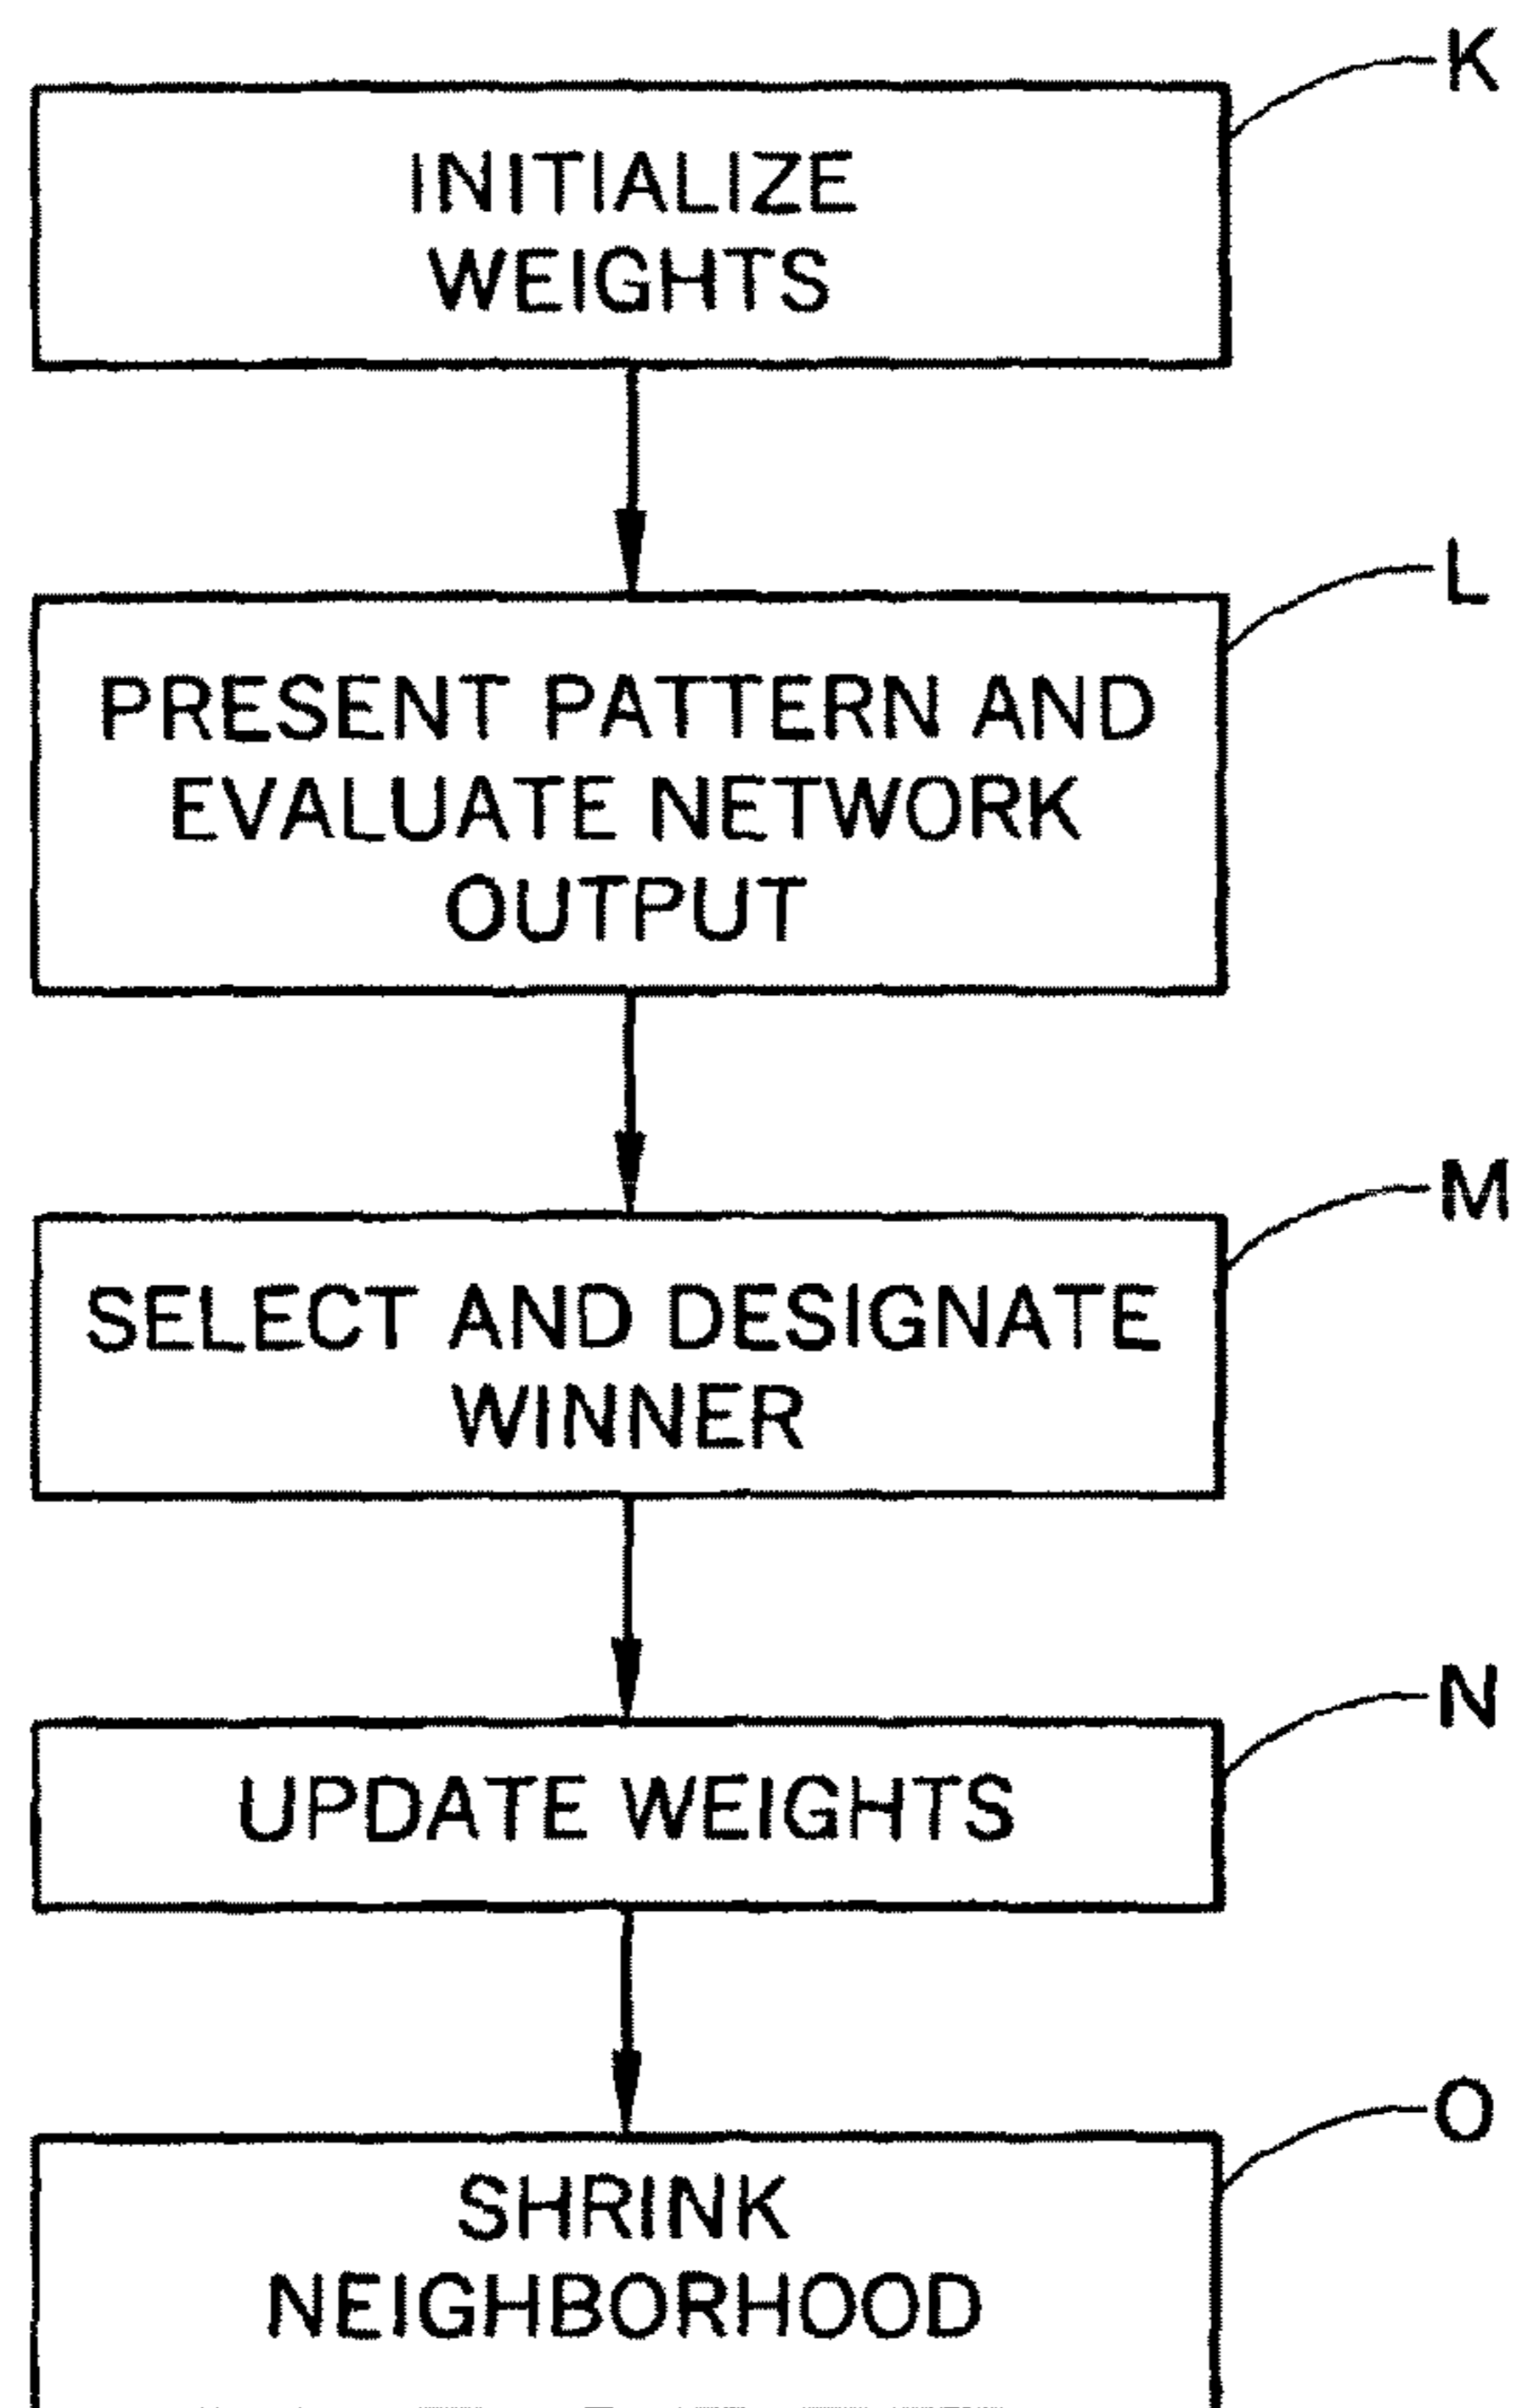 K
INITIALIZE
WEIGHTS
L
PRESENT PATTERN AND
EVALUATE NETWORK
OUTPUT
M
SELECT AND DESIGNATE
WINNER
N
UPDATE WEIGHTS
O
SHRINK
NEIGHBORHOOD